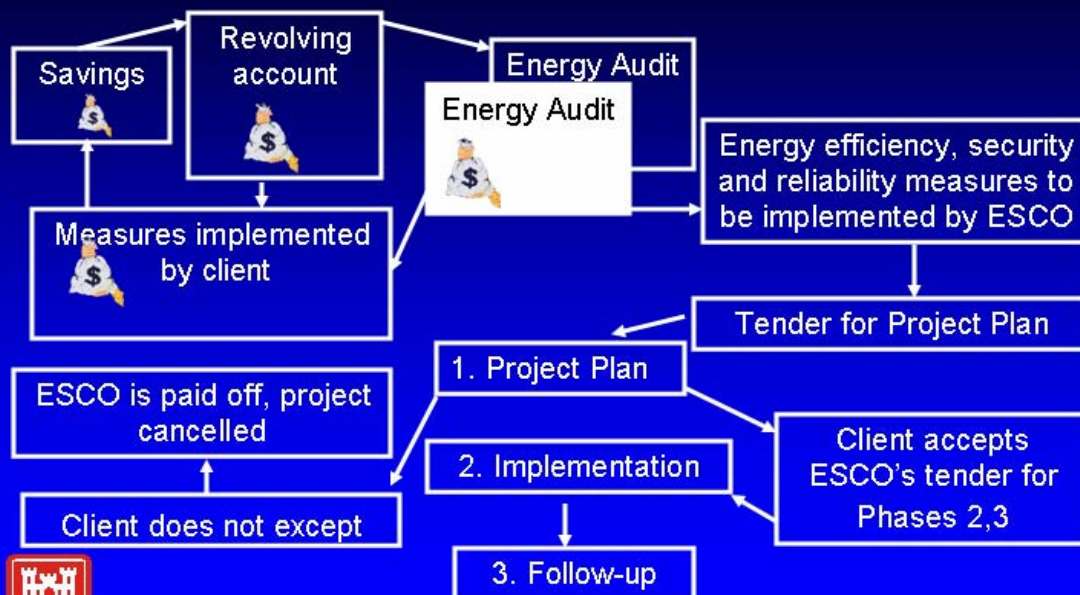 Savings
$
Revolving
account
$
Energy Audit
Energy Audit
$
Energy efficiency, security
and reliability measures to
be implemented by ESCO
Measures implemented
by client
$
Tender for Project Plan
1. Project Plan
ESCO is paid off, project
cancelled
Client accepts
ESCO's tender for
Phases 2,3
2. Implementation
Client does not except
3. Follow-up